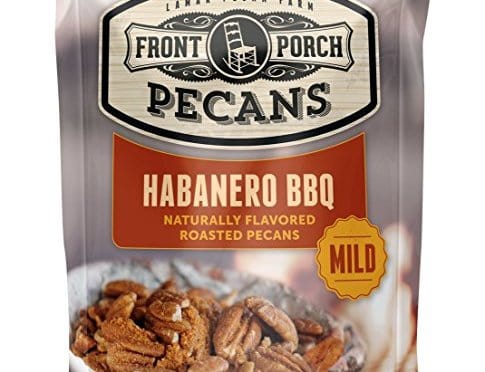 FRONT PORCH
PECANS
HABANERO BBQ
NATURALLY FLAVORED
ROASTED PECANS
MILD